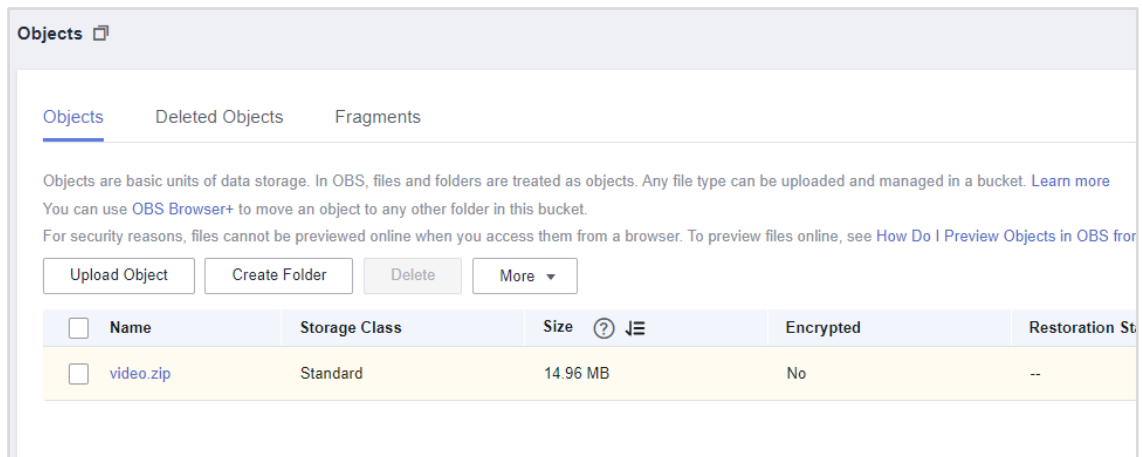 Objects
Objects Deleted Objects Fragments
Objects are basic units of data storage. In OBS, files and folders are treated as objects. Any file type can be uploaded and managed in a bucket. Learn more
You can use OBS Browser+ to move an object to any other folder in this bucket.
For security reasons, files cannot be previewed online when you access them from a browser. To preview files online, see How Do I Preview Objects in OBS
Upload Object Create Folder Delete More
Name Storage Class Size ? Encrypted Restoration
video.zip Standard 14.96 MB No --